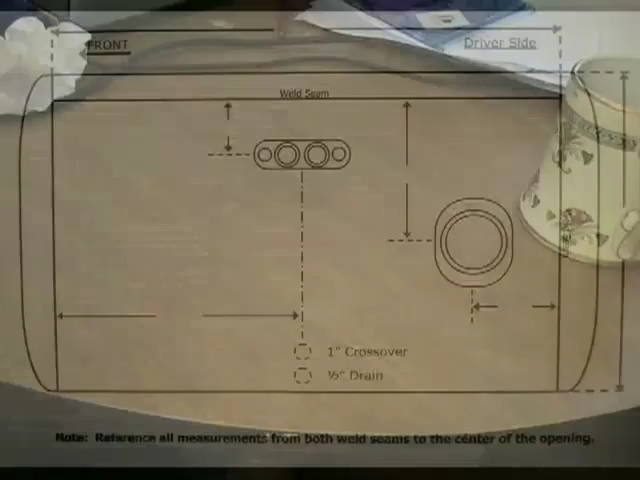 FRONT
Driver Side
Weld Seam
1" Crossover
½" Drain
Note: Reference all measurements from both weld seams to the center of the opening.